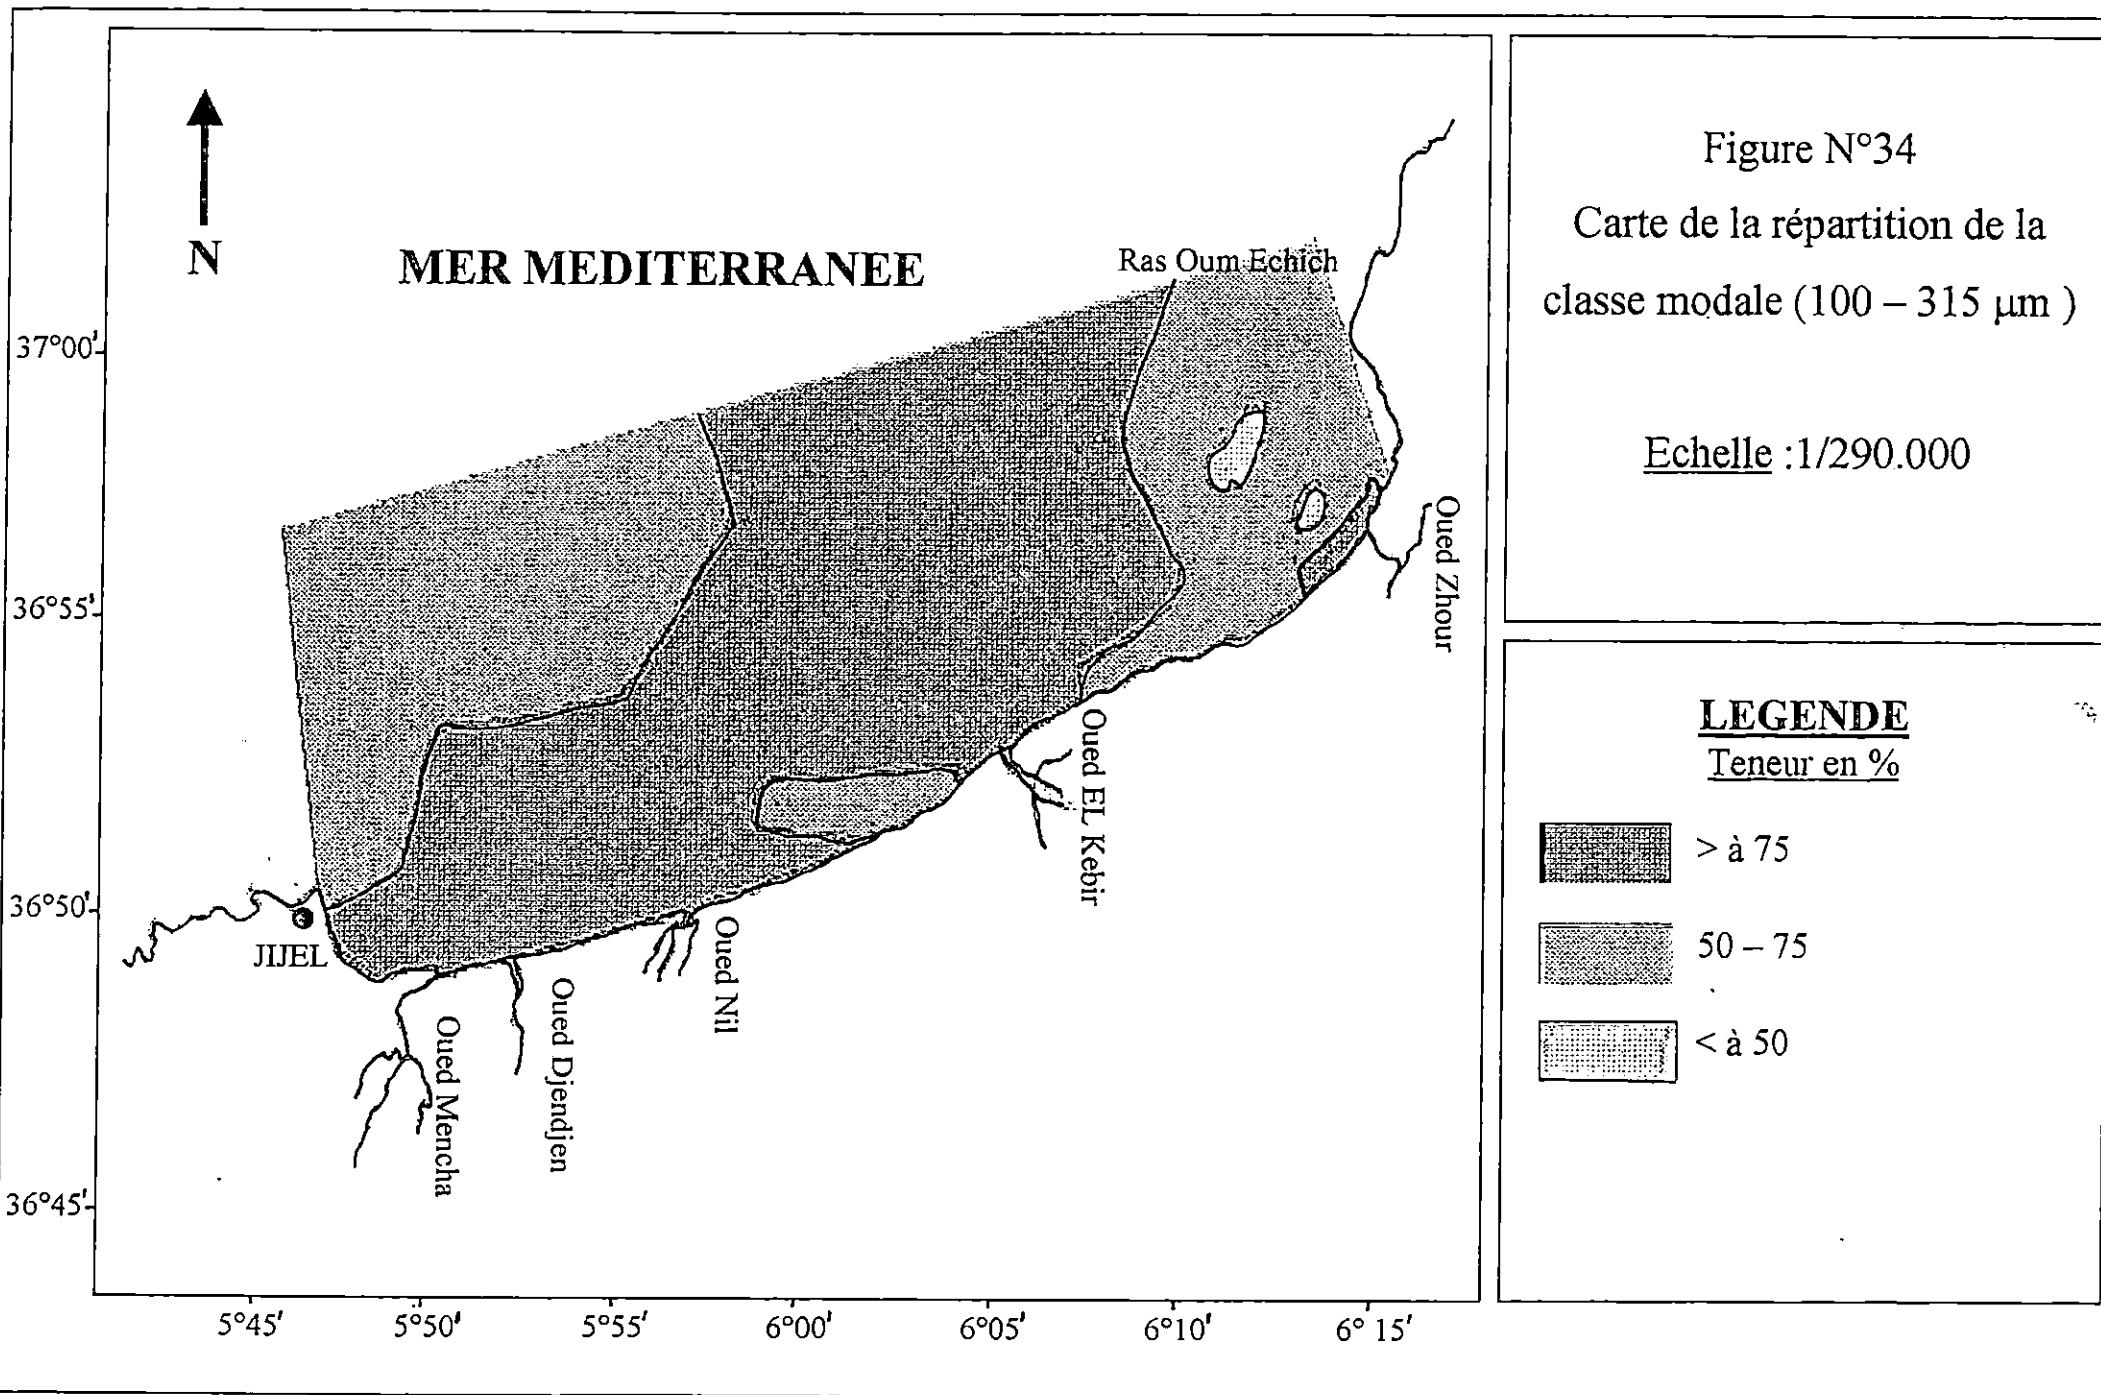 N
MER MEDITERRANEE
Ras Oum Echich
37°00'
36°55'
36°50'
36°45'
JIJEL
Oued Mencha
Oued Djendjen
Oued Nil
Oued EL Kebir
Oued Zhour
5°45'
5°50'
5°55'
6°00'
6°05'
6°10'
6° 15'
Figure N°34
Carte de la répartition de la
classe modale (100 – 315 µm )
Echelle :1/290.000
LEGENDE
Teneur en %
> à 75
50 – 75
< à 50